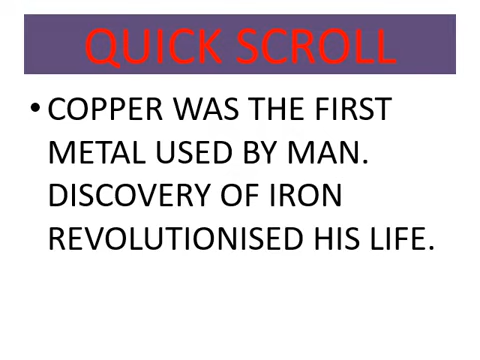 QUICK SCROLL
• COPPER WAS THE FIRST
METAL USED BY MAN.
DISCOVERY OF IRON
REVOLUTIONISED HIS LIFE.